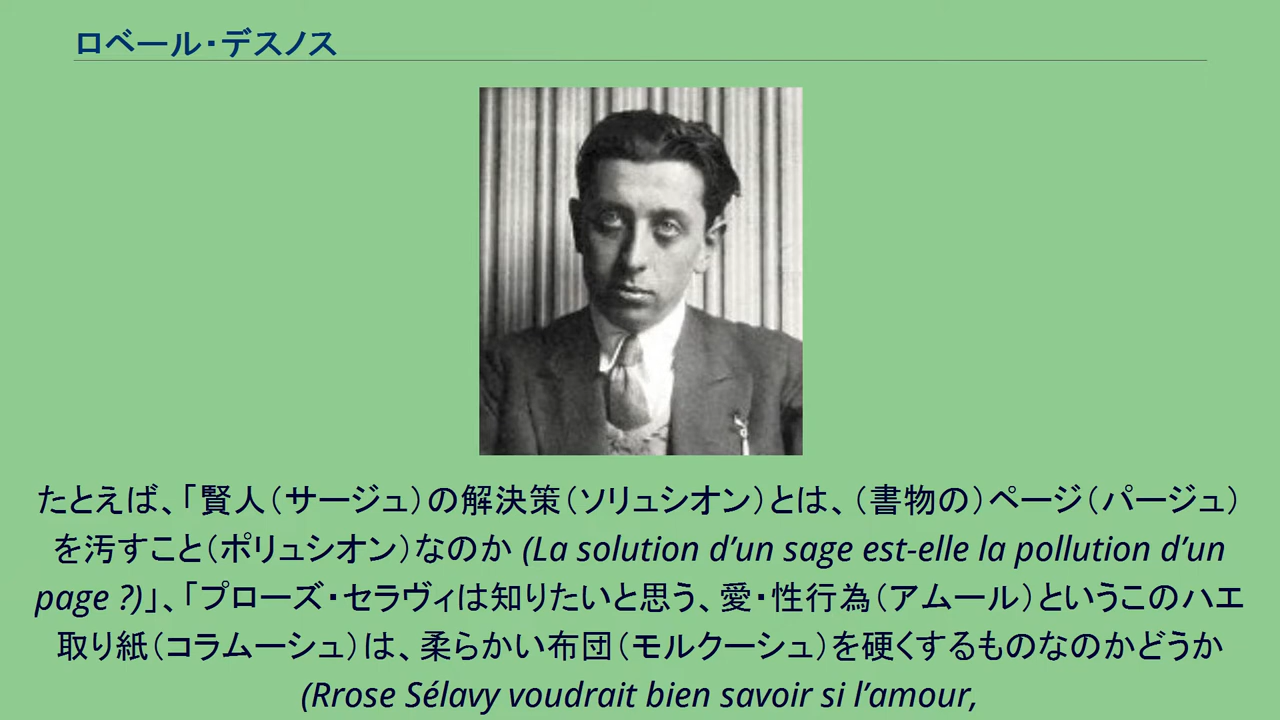 ロベール・デスノス
たとえば、「賢人（サージュ）の解決策（ソリュシオン）とは、（書物の）ページ（パージュ）
を汚すこと（ポリュシオン）なのか (La solution d’un sage est-elle la pollution d’un
page ?)」、「プローズ・セラヴィは知りたいと思う、愛・性行為（アムール）というこのハエ
取り紙（コラムーシュ）は、柔らかい布団（モルクーシュ）を硬くするものなのかどうか
(Rrose Sélavy voudrait bien savoir si l’amour,